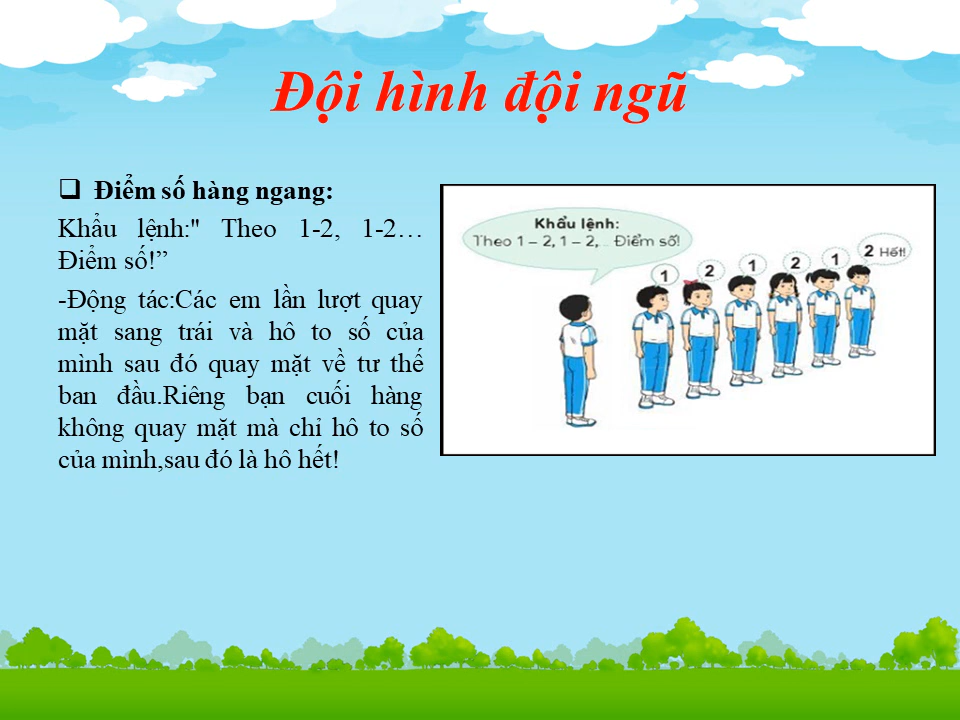 Đội hình đội ngũ
Điểm số hàng ngang:
Khẩu lệnh:" Theo 1-2, 1-2…
Điểm số!”
-Động tác:Các em lần lượt quay
mặt sang trái và hô to số của
mình sau đó quay mặt về tư thế
ban đầu.Riêng bạn cuối hàng
không quay mặt mà chỉ hô to số
của mình,sau đó là hô hết!
Khẩu lệnh:
Theo 1 – 2, 1 – 2,... Điểm số!
1
2
1
2
1
2 Hết!